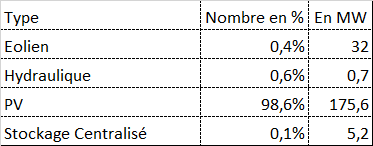 Type Nombre en % En MW
Eolien 0,4% 32
Hydraulique 0,6% 0,7
PV 98,6% 175,6
Stockage Centralisé 0,1% 5,2